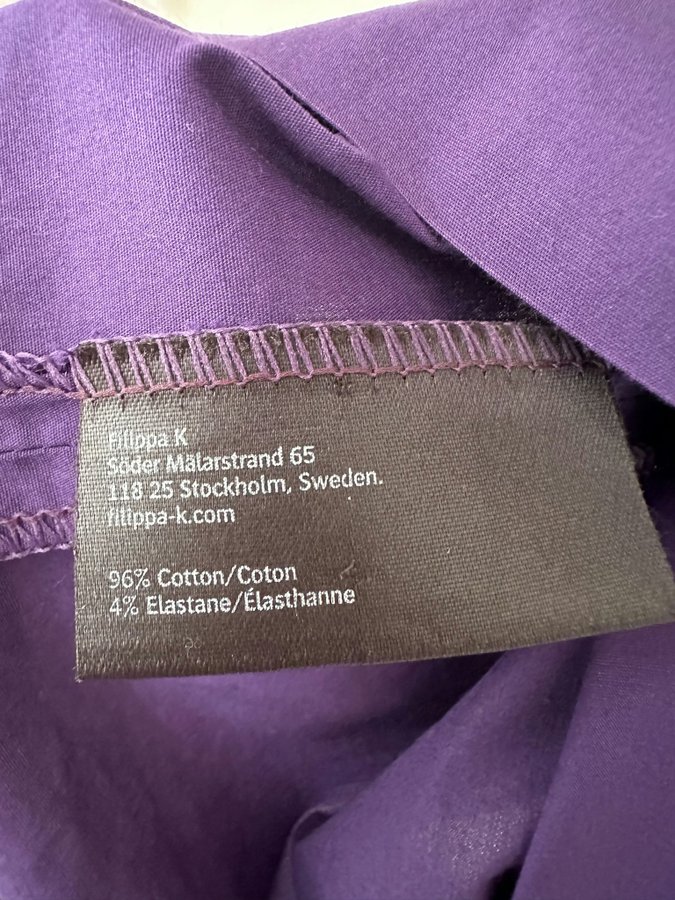 Filippa K
Söder Mälarstrand 65
118 25 Stockholm, Sweden.
filippa-k.com
96% Cotton/Coton
4% Elastane/Élasthanne